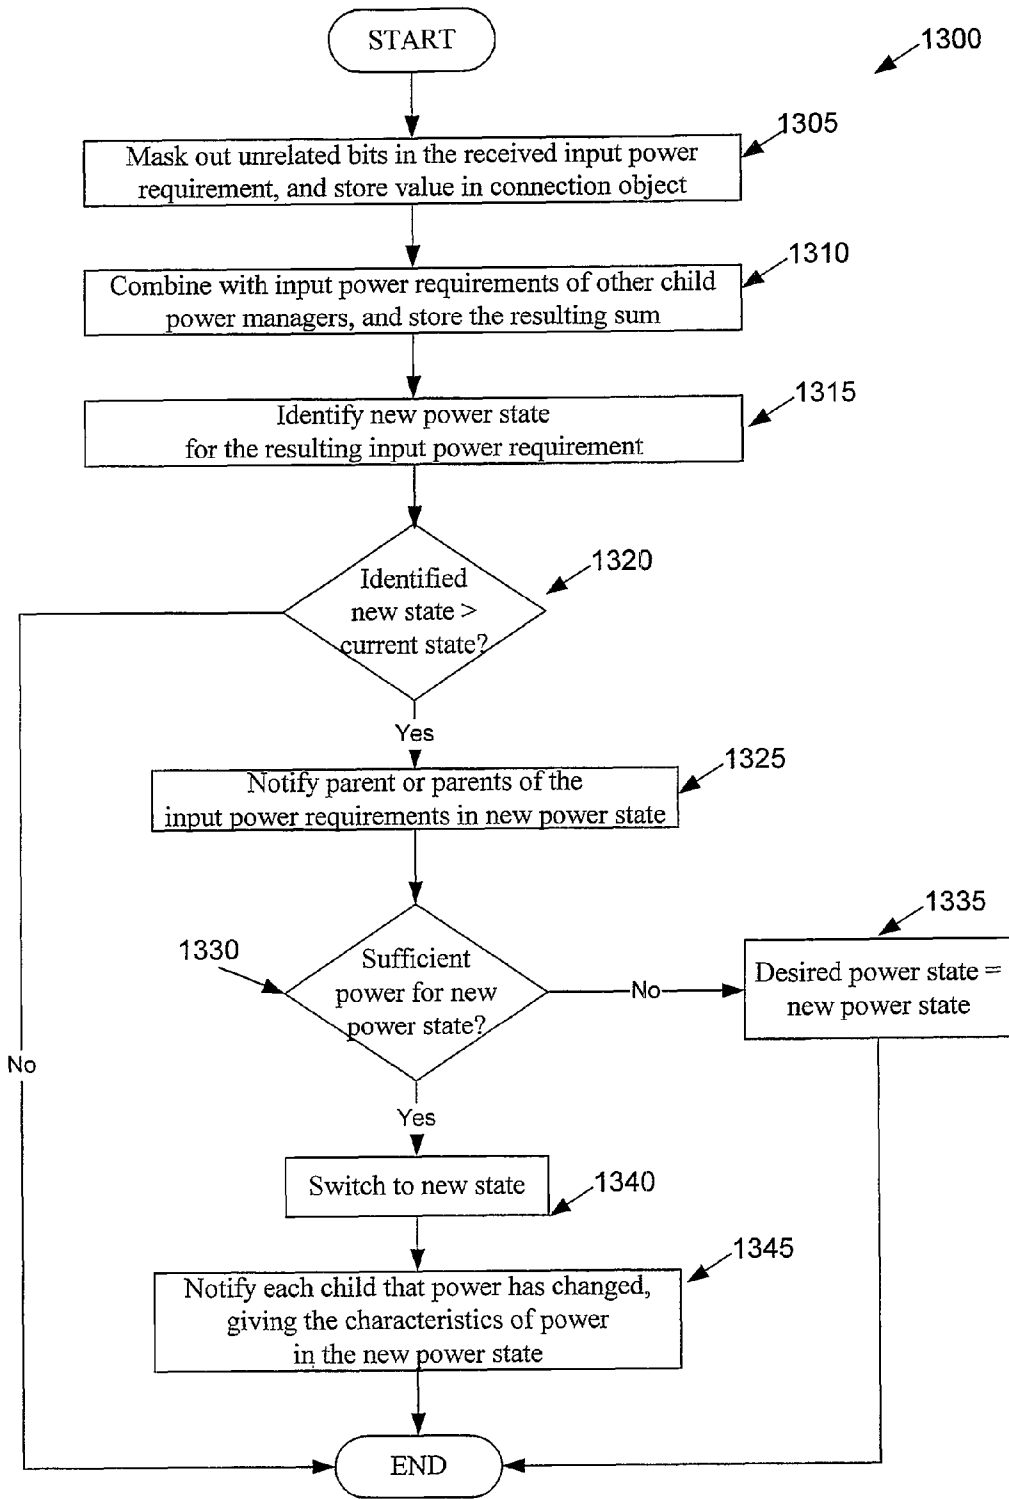 START
1300
1305
Mask out unrelated bits in the received input power
requirement, and store value in connection object
1310
Combine with input power requirements of other child
power managers, and store the resulting sum
1315
Identify new power state
for the resulting input power requirement
1320
Identified
new state >
current state?
Yes
1325
Notify parent or parents of the
input power requirements in new power state
1335
1330
Sufficient
power for new
power state?
No
Desired power state =
new power state
No
Yes
1340
Switch to new state
1345
Notify each child that power has changed,
giving the characteristics of power
in the new power state
END